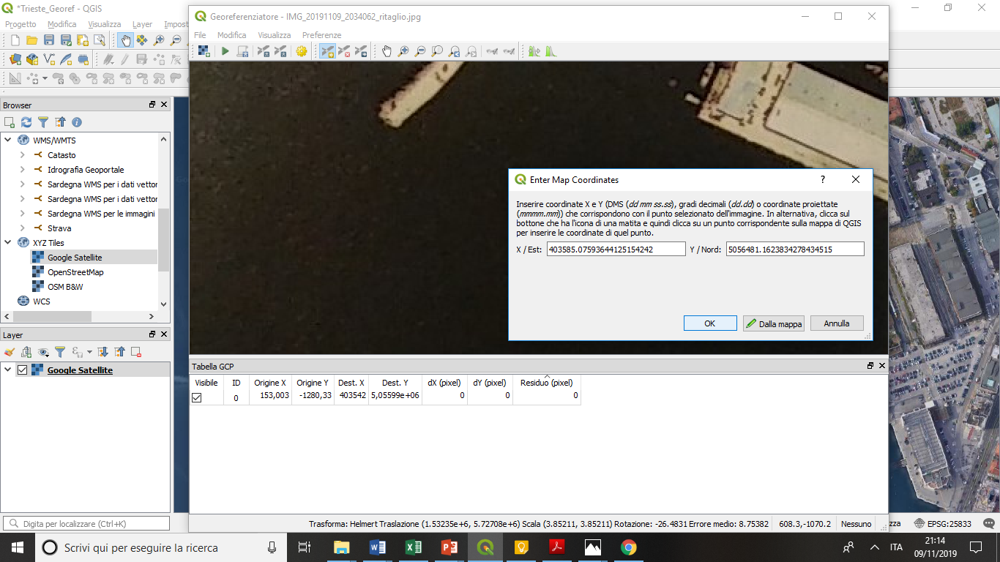 *Trieste_Georef - QGIS
Progetto Modifica Visualizza Layer Impost
Georeferenziatore - IMG_20191109_2034062_ritaglio.jpg
File Modifica Visualizza Preferenze
Browser
WMS/WMTS
Catasto
Idrografia Geoportale
Sardegna WMS per i dati vettor
Sardegna WMS per i dati vettor
Sardegna WMS per le immagini
Strava
XYZ Tiles
Google Satellite
OpenStreetMap
OSM B&W
WCS
Layer
Google Satellite
Digita per localizzare (Ctrl+K)
Enter Map Coordinates
?
Inserire coordinate X e Y (DMS (dd mm ss.ss), gradi decimali (dd.dd) o coordinate proiettate
(mmmm.mm)) che corrispondono con il punto selezionato dell'immagine. In alternativa, clicca sul
bottone che ha l'icona di una matita e quindi clicca su un punto corrispondente sulla mappa di QGIS
per inserire le coordinate di quel punto.
X / Est: 403585.07593644125154242 Y / Nord: 5056481.1623834278434515
OK Dalla mappa Annulla
Tabella GCP
Visibile ID Origine X Origine Y Dest. X Dest. Y dX (pixel) dY (pixel) Residuo (pixel)
0 153,003 -1280,33 403542 5,05599e+06 0 0 0
Trasforma: Helmert Traslazione (1.53235e+6, 5.72708e+6) Scala (3.85211, 3.85211) Rotazione: -26.4831 Errore medio: 8.75382 608.3,-1070.2 Nessuno
zza EPSG:25833
Scrivi qui per eseguire la ricerca
ITA
21:14
09/11/2019